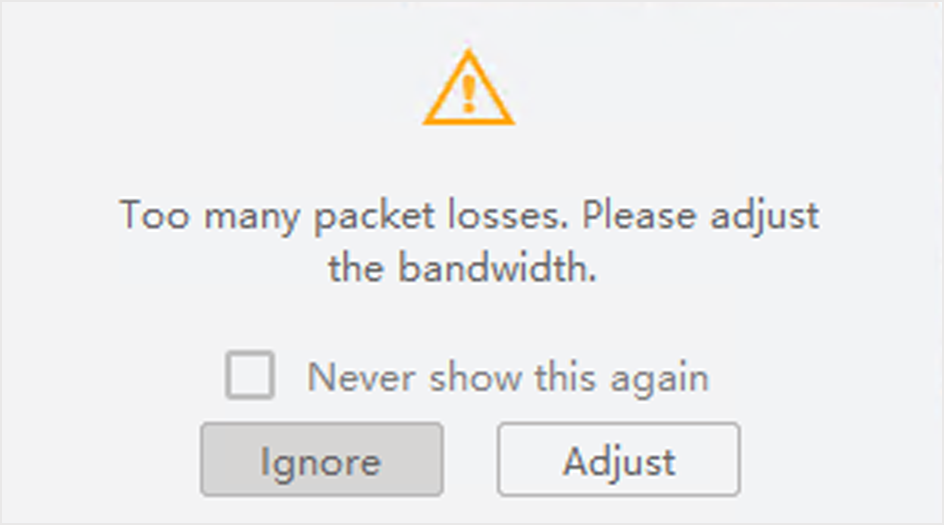 Too many packet losses. Please adjust
the bandwidth.
Never show this again
Ignore
Adjust